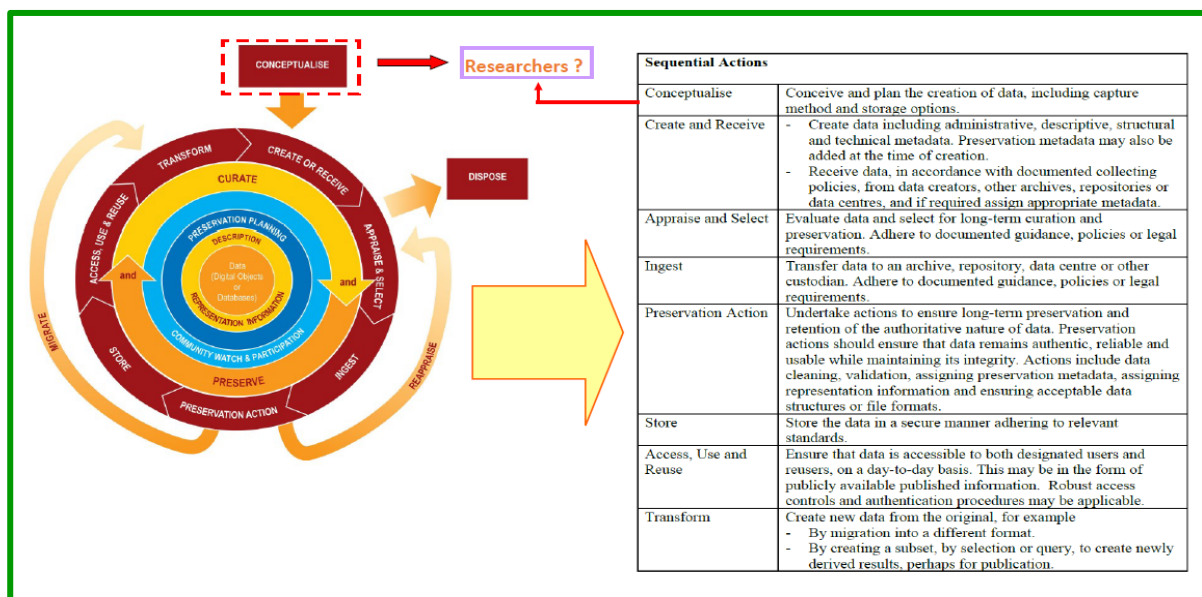 CONCEPTUALISE
Researchers ?
TRANSFORM
CREATE OR RECEIVE
DISPOSE
CURATE
ACCESS, USE & REUSE
APPRAISE & SELECT
PRESERVATION PLANNING
DESCRIPTION
and
Data
(Digital Objects
or
Databases)
and
REPRESENTATION INFORMATION
COMMUNITY WATCH & PARTICIPATION
MIGRATE
STORE
INGEST
REAPPRAISE
PRESERVE
PRESERVATION ACTION
Sequential Actions
Conceptualise
Conceive and plan the creation of data, including capture
method and storage options.
Create and Receive
- Create data including administrative, descriptive, structural
and technical metadata. Preservation metadata may also be
added at the time of creation.
- Receive data, in accordance with documented collecting
policies, from data creators, other archives, repositories or
data centres, and if required assign appropriate metadata.
Appraise and Select
Evaluate data and select for long-term curation and
preservation. Adhere to documented guidance, policies or legal
requirements.
Ingest
Transfer data to an archive, repository, data centre or other
custodian. Adhere to documented guidance, policies or legal
requirements.
Preservation Action
Undertake actions to ensure long-term preservation and
retention of the authoritative nature of data. Preservation
actions should ensure that data remains authentic, reliable and
usable while maintaining its integrity. Actions include data
cleaning, validation, assigning preservation metadata, assigning
representation information and ensuring acceptable data
structures or file formats.
Store
Store the data in a secure manner adhering to relevant
standards.
Access, Use and
Reuse
Ensure that data is accessible to both designated users and
reusers, on a day-to-day basis. This may be in the form of
publicly available published information. Robust access
controls and authentication procedures may be applicable.
Transform
Create new data from the original, for example
- By migration into a different format.
- By creating a subset, by selection or query, to create newly
derived results, perhaps for publication.